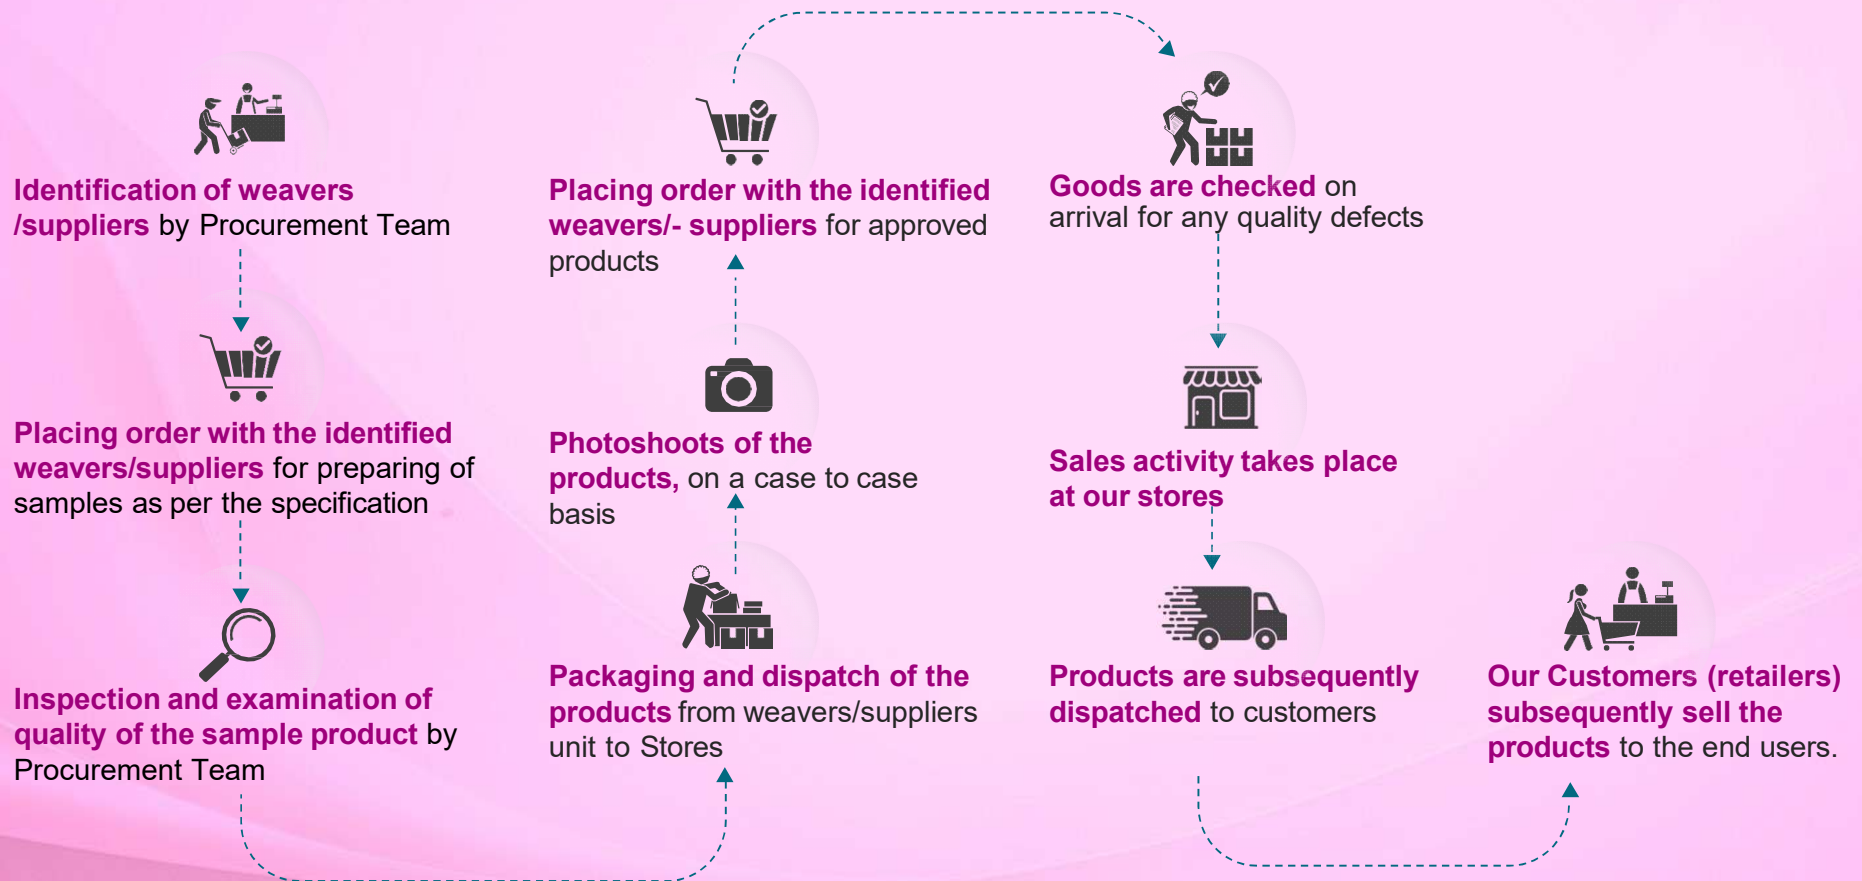 Identification of weavers
/suppliers by Procurement Team
Placing order with the identified
weavers/suppliers for preparing of
samples as per the specification
Inspection and examination of
quality of the sample product by
Procurement Team
Placing order with the identified
weavers/- suppliers for approved
products
Photoshoots of the
products, on a case to case
basis
Packaging and dispatch of the
products from weavers/suppliers
unit to Stores
Goods are checked on
arrival for any quality defects
Sales activity takes place
at our stores
Products are subsequently
dispatched to customers
Our Customers (retailers)
subsequently sell the
products to the end users.